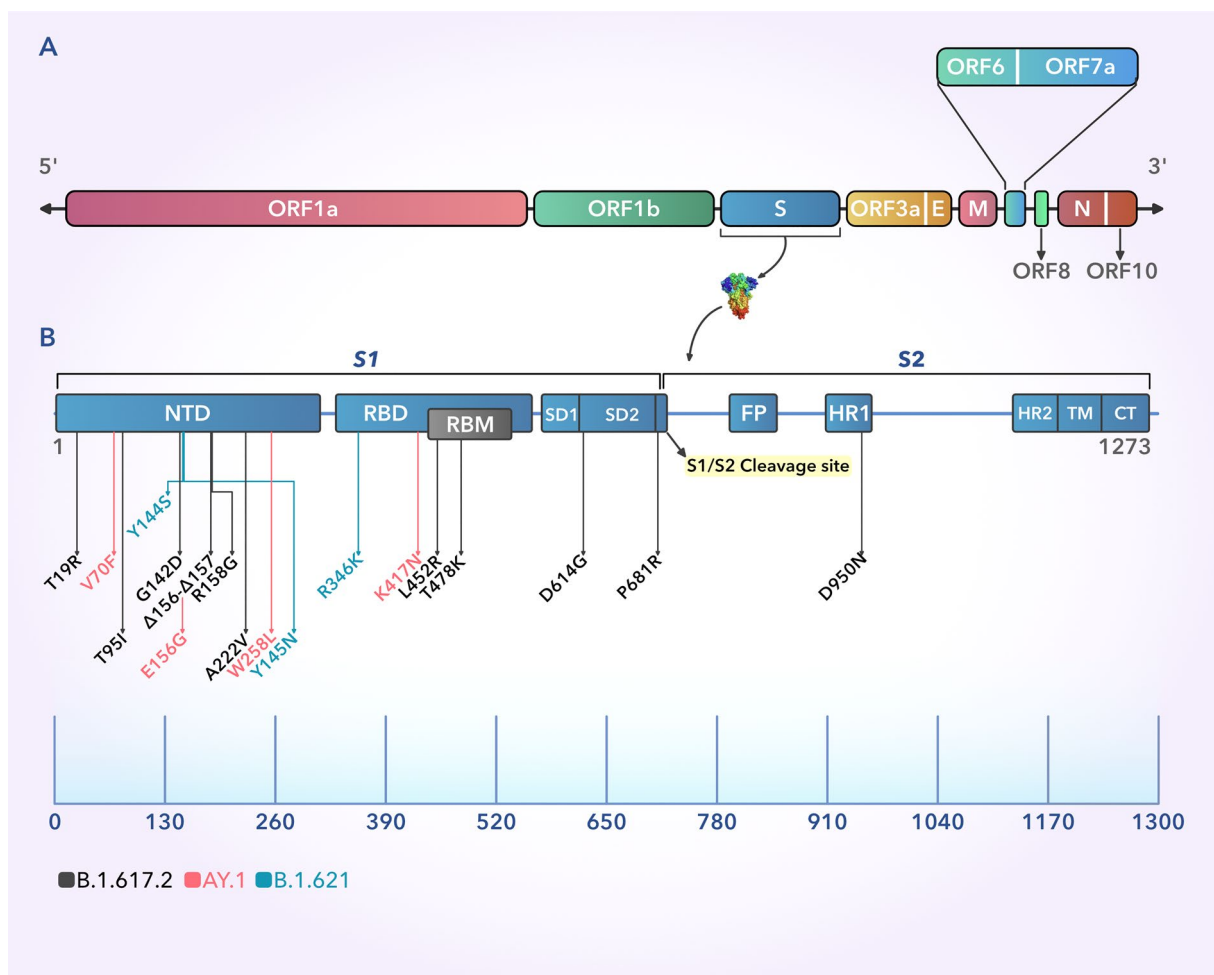 A
ORF6 ORF7a
5' 3'
ORF1a ORF1b S ORF3a E M N
ORF8 ORF10
B
S1 S2
NTD RBD RBM SD1 SD2 FP HR1 HR2 TM CT
1 1273
S1/S2 Cleavage site
Y144S
T19R V70F G142D Δ156-Δ157 R158G R346K K417N L452R T478K D614G P681R D950N
T95I E156G A222V W258L Y145N
0 130 260 390 520 650 780 910 1040 1170 1300
B.1.617.2 AY.1 B.1.621